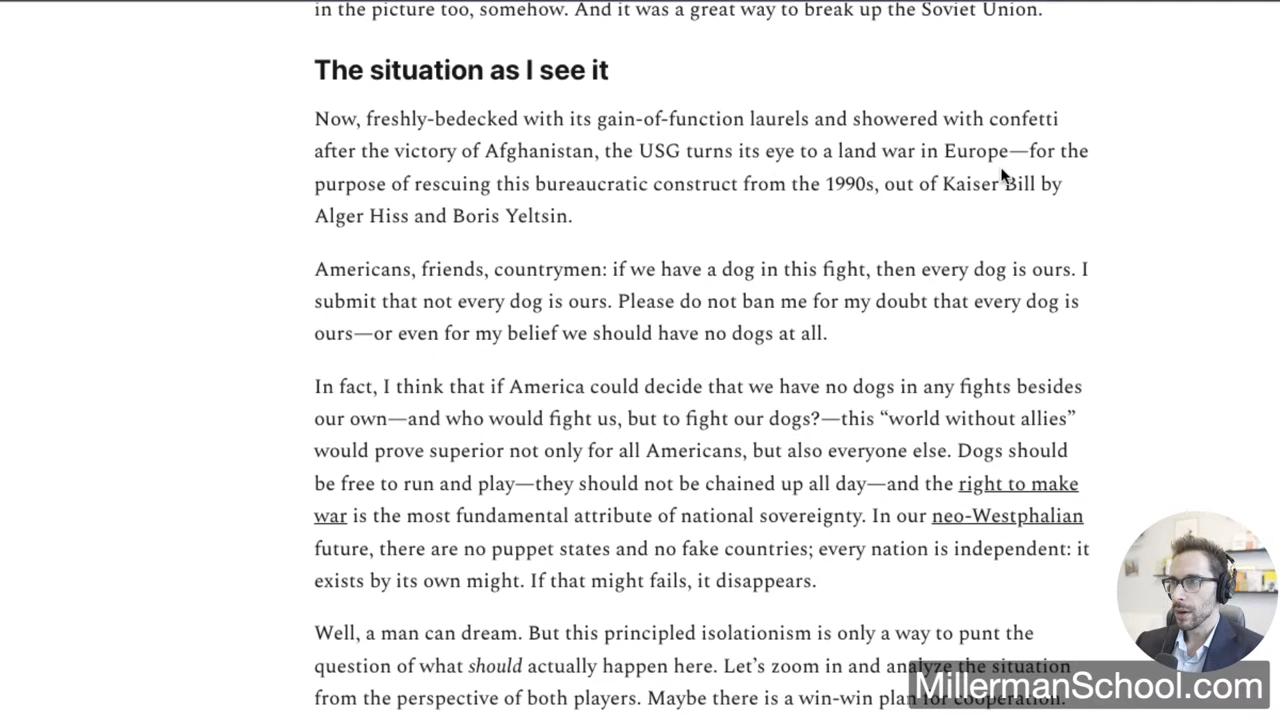 in the picture too, somehow. And it was a great way to break up the Soviet Union.
The situation as I see it
Now, freshly-bedecked with its gain-of-function laurels and showered with confetti
after the victory of Afghanistan, the USG turns its eye to a land war in Europe—for the
purpose of rescuing this bureaucratic construct from the 1990s, out of Kaiser Bill by
Alger Hiss and Boris Yeltsin.
Americans, friends, countrymen: if we have a dog in this fight, then every dog is ours. I
submit that not every dog is ours. Please do not ban me for my doubt that every dog is
ours—or even for my belief we should have no dogs at all.
In fact, I think that if America could decide that we have no dogs in any fights besides
our own—and who would fight us, but to fight our dogs?—this “world without allies”
would prove superior not only for all Americans, but also everyone else. Dogs should
be free to run and play—they should not be chained up all day—and the right to make
war is the most fundamental attribute of national sovereignty. In our neo-Westphalian
future, there are no puppet states and no fake countries; every nation is independent: it
exists by its own might. If that might fails, it disappears.
Well, a man can dream. But this principled isolationism is only a way to punt the
question of what should actually happen here. Let’s zoom in and analyze the situation
from the perspective of both players. Maybe there is a win-win plan for cooperation.
MillermanSchool.com